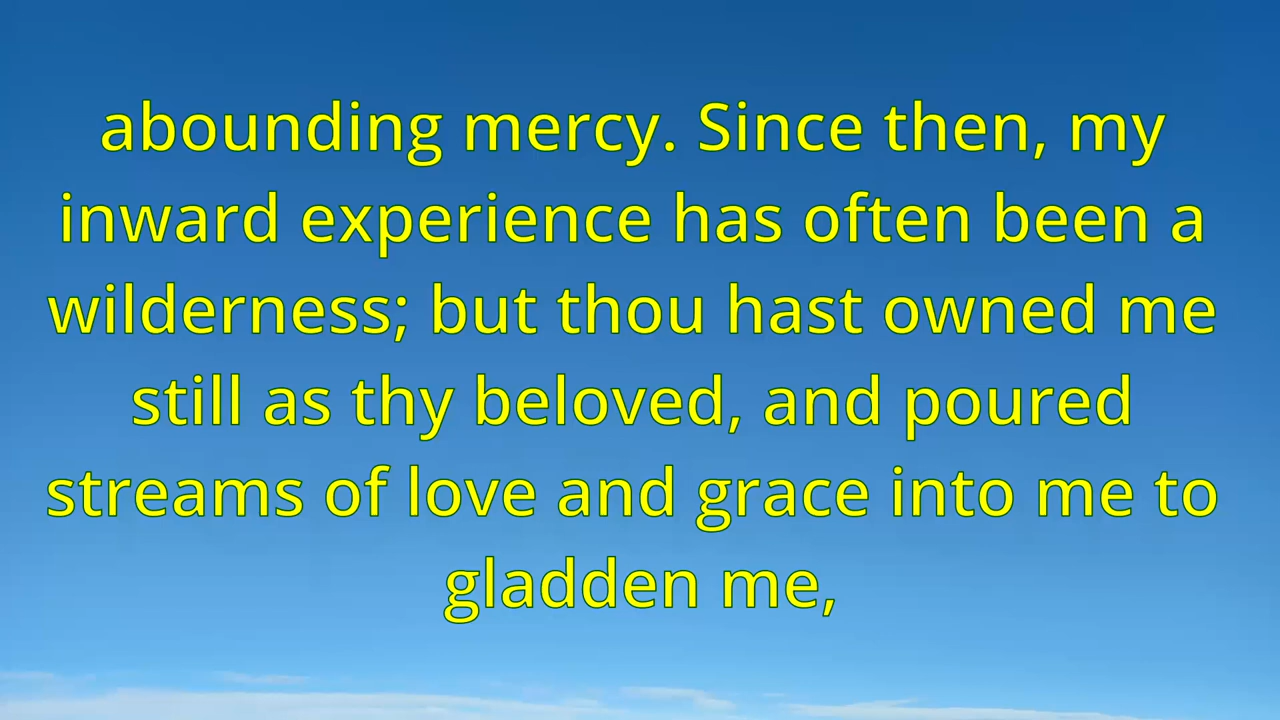 abounding mercy. Since then, my
inward experience has often been a
wilderness; but thou hast owned me
still as thy beloved, and poured
streams of love and grace into me to
gladden me,